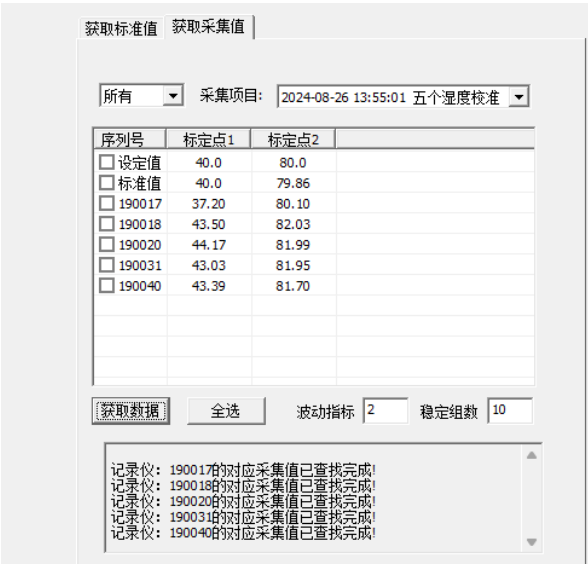 获取标准值 获取采集值
所有 采集项目: 2024-08-26 13:55:01 五个湿度校准
序列号 标定点1 标定点2
设定值 40.0 80.0
标准值 40.0 79.86
190017 37.20 80.10
190018 43.50 82.03
190020 44.17 81.99
190031 43.03 81.95
190040 43.39 81.70
获取数据 全选 波动指标 2 稳定组数 10
记录仪: 190017的对应采集值已查找完成!
记录仪: 190018的对应采集值已查找完成!
记录仪: 190020的对应采集值已查找完成!
记录仪: 190031的对应采集值已查找完成!
记录仪: 190040的对应采集值已查找完成!